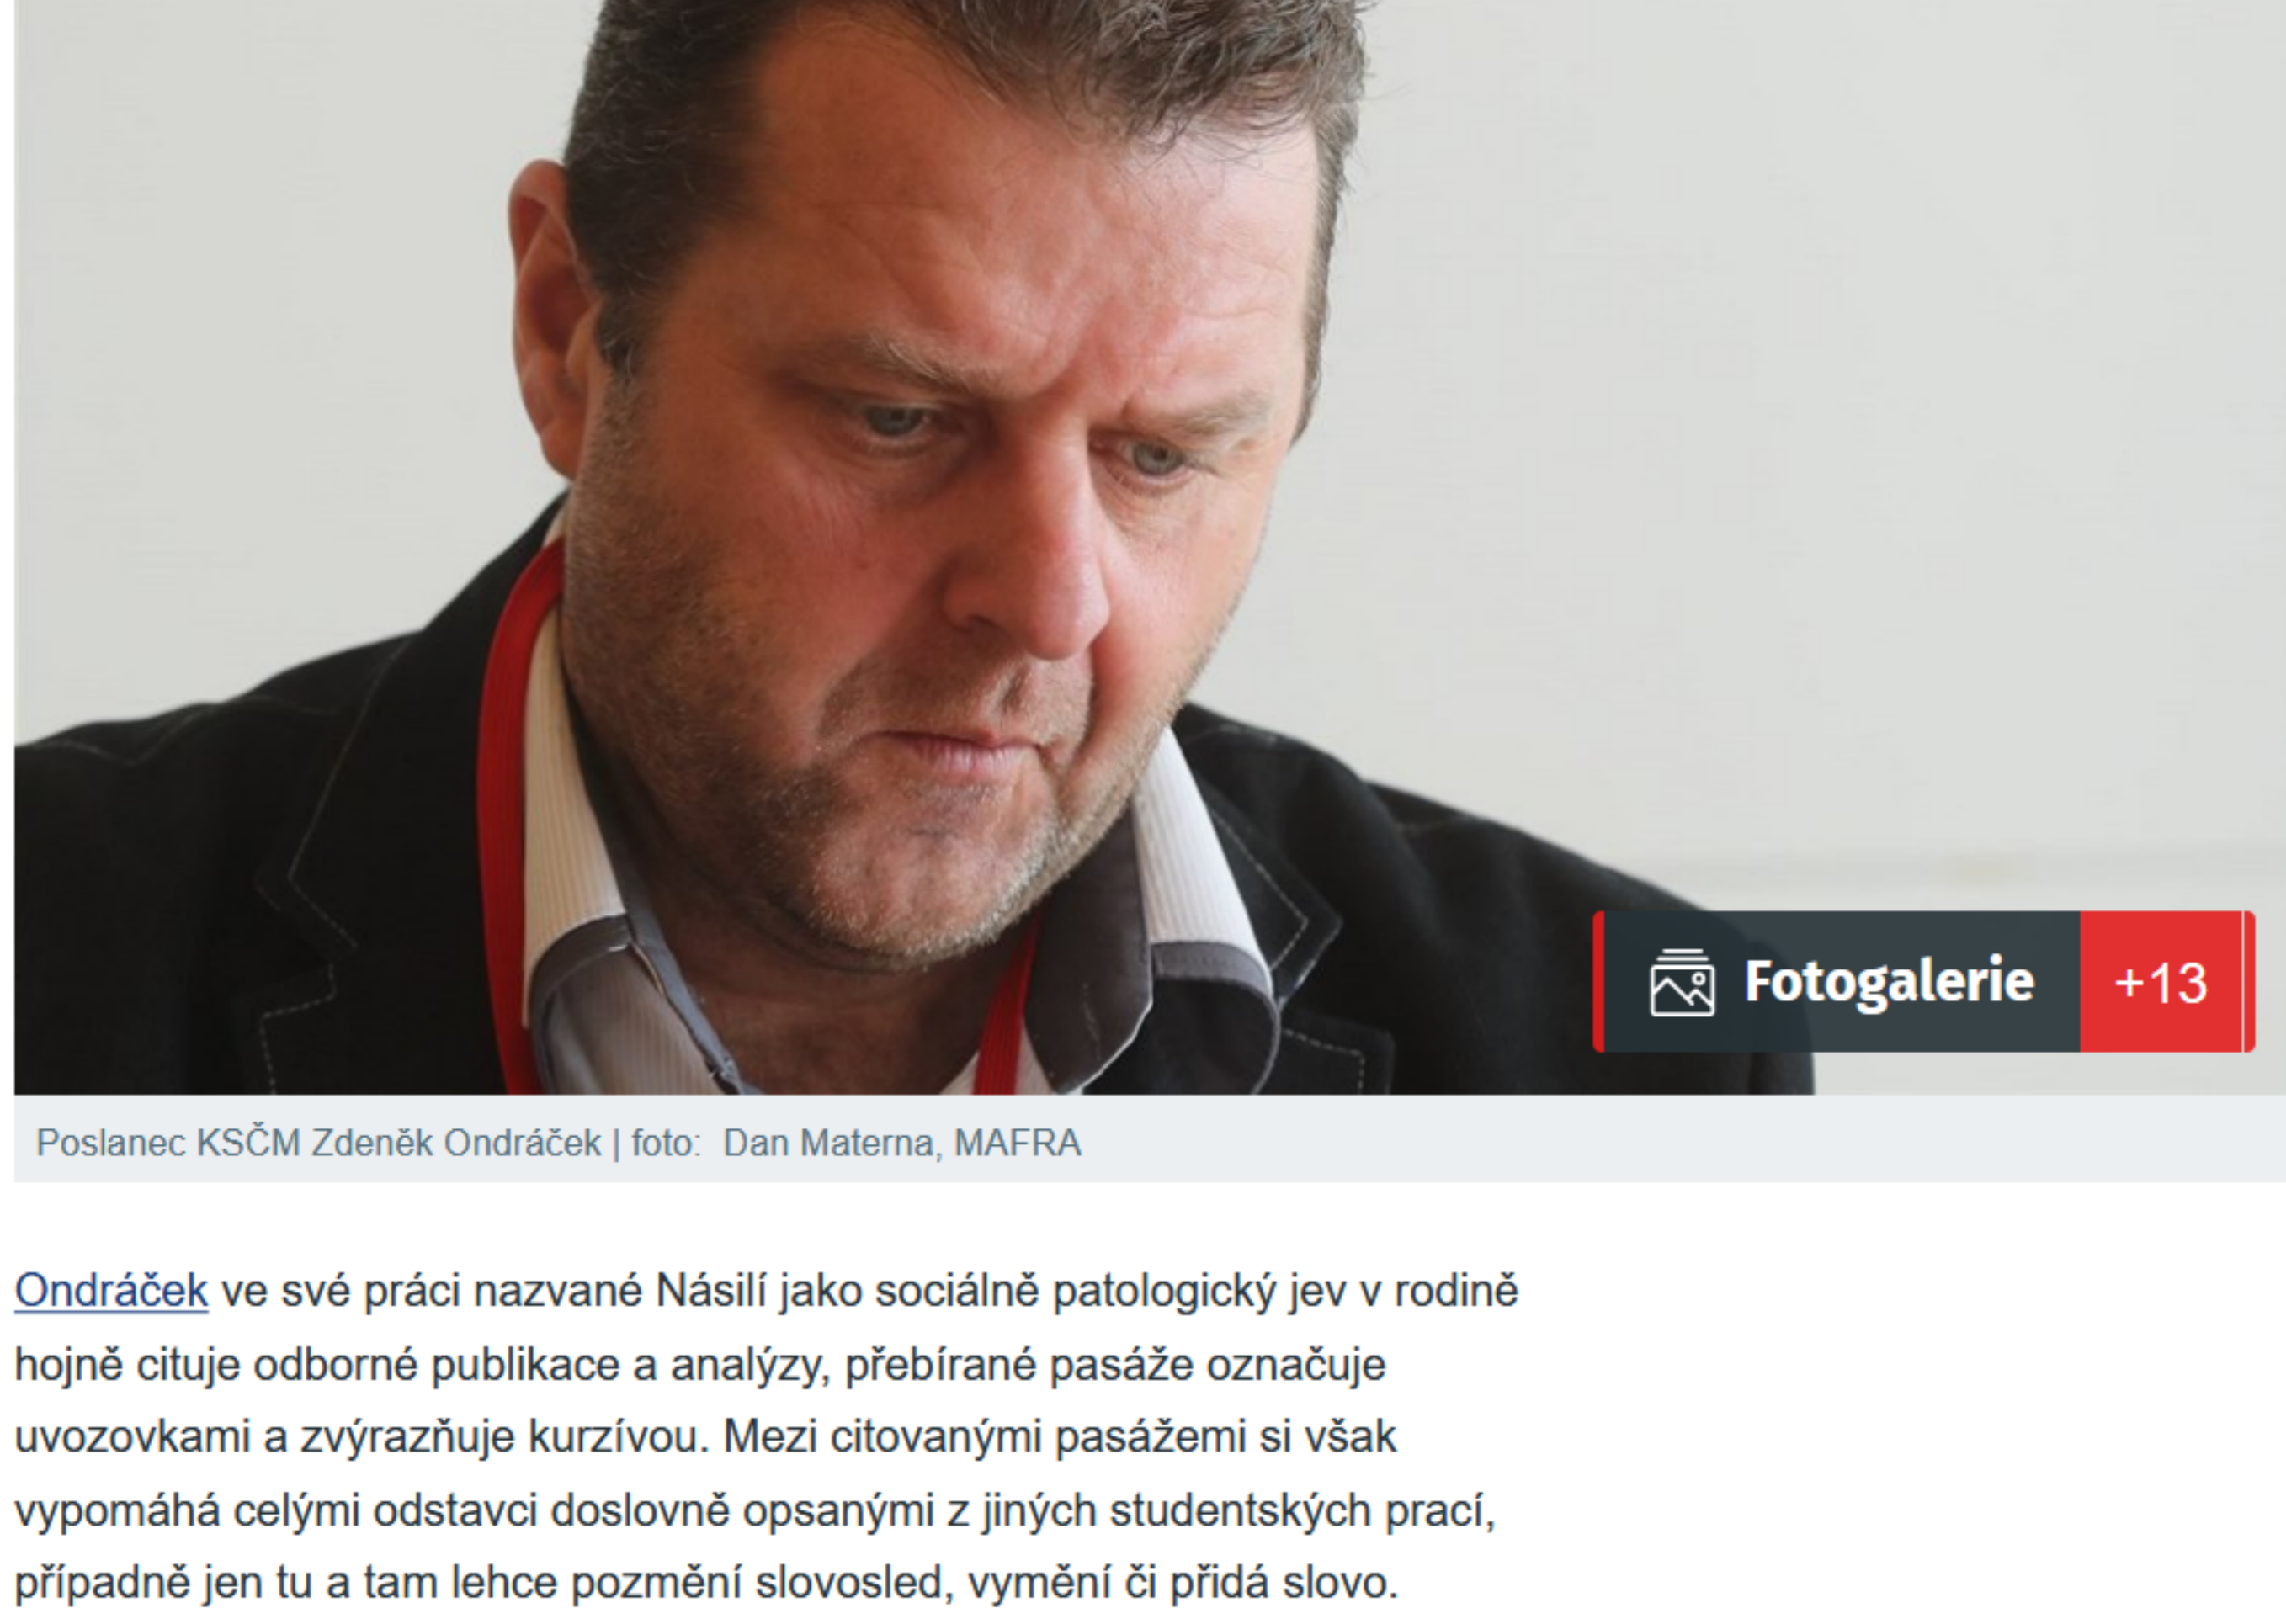 Fotogalerie +13
Poslanec KSČM Zdeněk Ondráček | foto: Dan Materna, MAFRA
Ondráček ve své práci nazvané Násilí jako sociálně patologický jev v rodině
hojně cituje odborné publikace a analýzy, přebírané pasáže označuje
uvozovkami a zvýrazňuje kurzívou. Mezi citovanými pasážemi si však
vypomáhá celými odstavci doslovně opsanými z jiných studentských prací,
případně jen tu a tam lehce pozmění slovosled, vymění či přidá slovo.